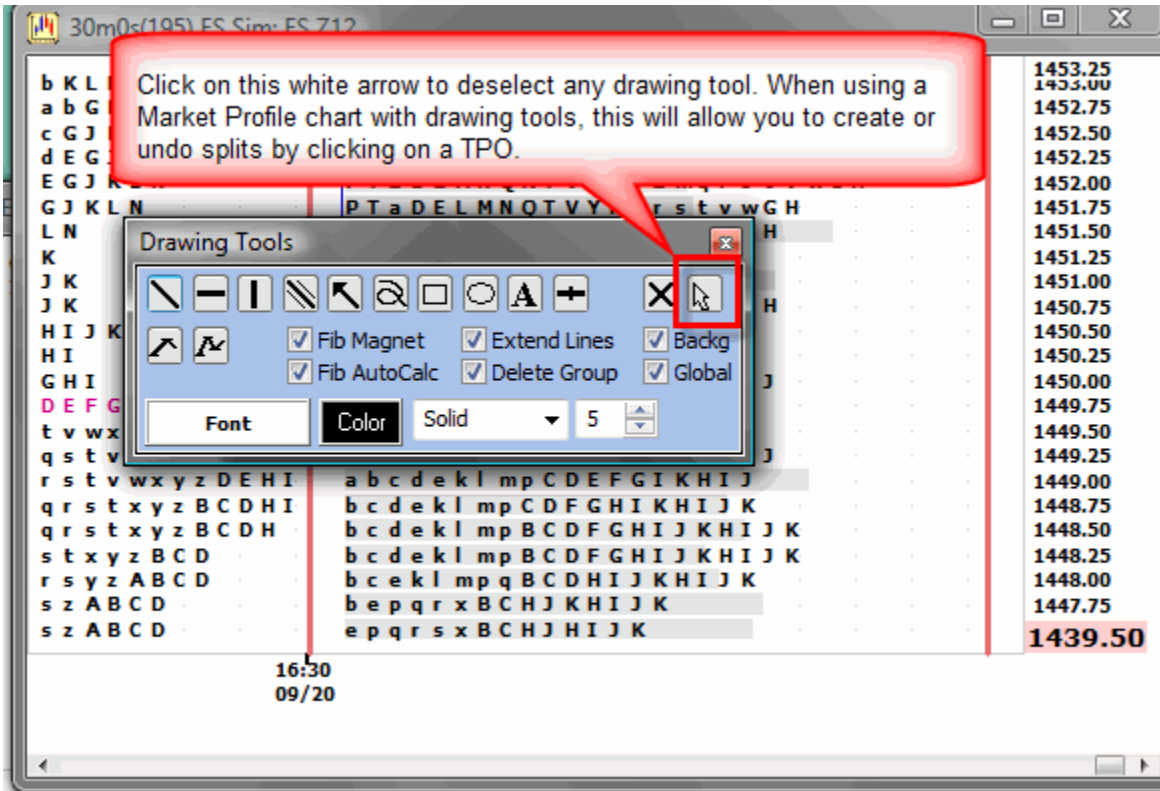 30m0s(195) ES Sim: ES Z12
Click on this white arrow to deselect any drawing tool. When using a
Market Profile chart with drawing tools, this will allow you to create or
undo splits by clicking on a TPO.
b K L
a b G
c G J
d E G
E G J K
G J K L N P T a D E L M N Q T V Y r s t v w G H
L N H
K
J K
J K H
H I J K
H I
G H I J
D E F G
t v w x
q s t v J
r s t v w x y z D E H I a b c d e k l m p C D E F G I K H I J
q r s t x y z B C D H I b c d e k l m p C D F G H I K H I J K
q r s t x y z B C D H b c d e k l m p B C D F G H I J K H I J K
s t x y z B C D b c d e k l m p B C D F G H I J K H I J K
r s y z A B C D b c e k l m p q B C D H I J K H I J K
s z A B C D b e p q r x B C H J K H I J K
s z A B C D e p q r s x B C H J H I J K
Drawing Tools
A
Fib Magnet Extend Lines Backg
Fib AutoCalc Delete Group Global
Font Color Solid 5
1453.25
1453.00
1452.75
1452.50
1452.25
1452.00
1451.75
1451.50
1451.25
1451.00
1450.75
1450.50
1450.25
1450.00
1449.75
1449.50
1449.25
1449.00
1448.75
1448.50
1448.25
1448.00
1447.75
1439.50
16:30
09/20